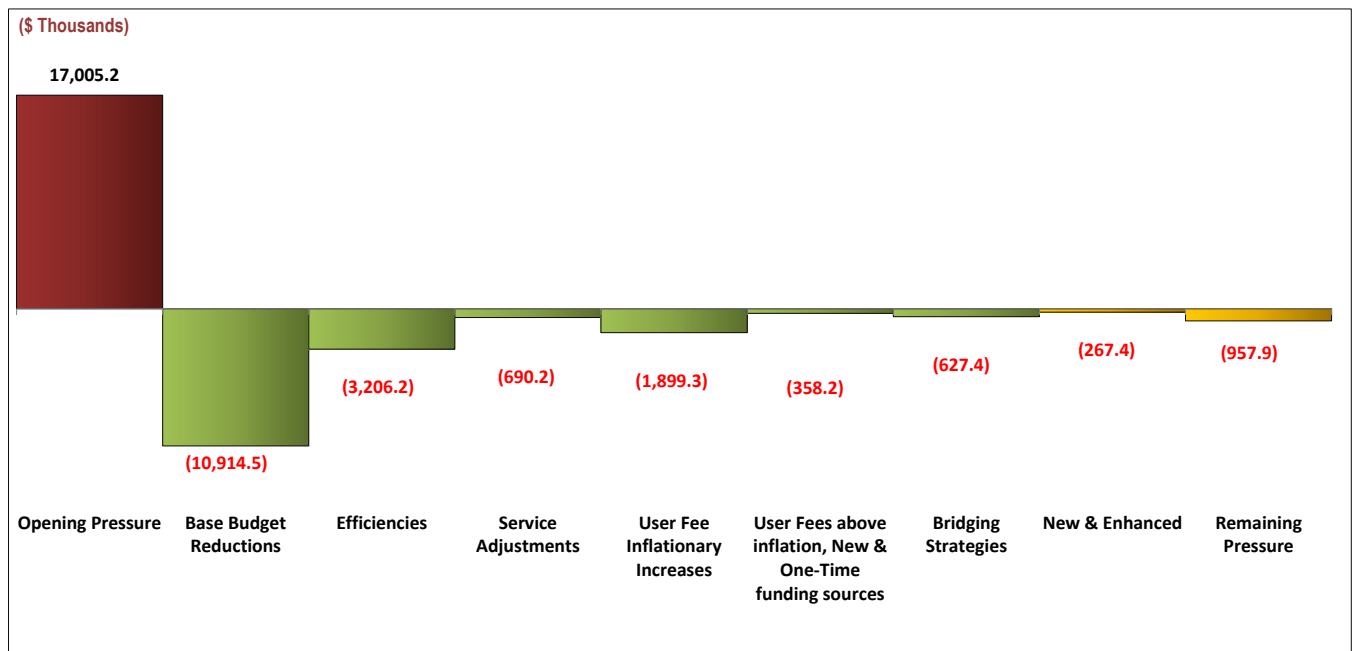 ($ Thousands)
17,005.2
(10,914.5)
(3,206.2)
(690.2)
(1,899.3)
(358.2)
(627.4)
(267.4)
(957.9)
Opening Pressure
Base Budget
Reductions
Efficiencies
Service
Adjustments
User Fee
Inflationary
Increases
User Fees above
inflation, New &
One-Time
funding sources
Bridging
Strategies
New & Enhanced
Remaining
Pressure